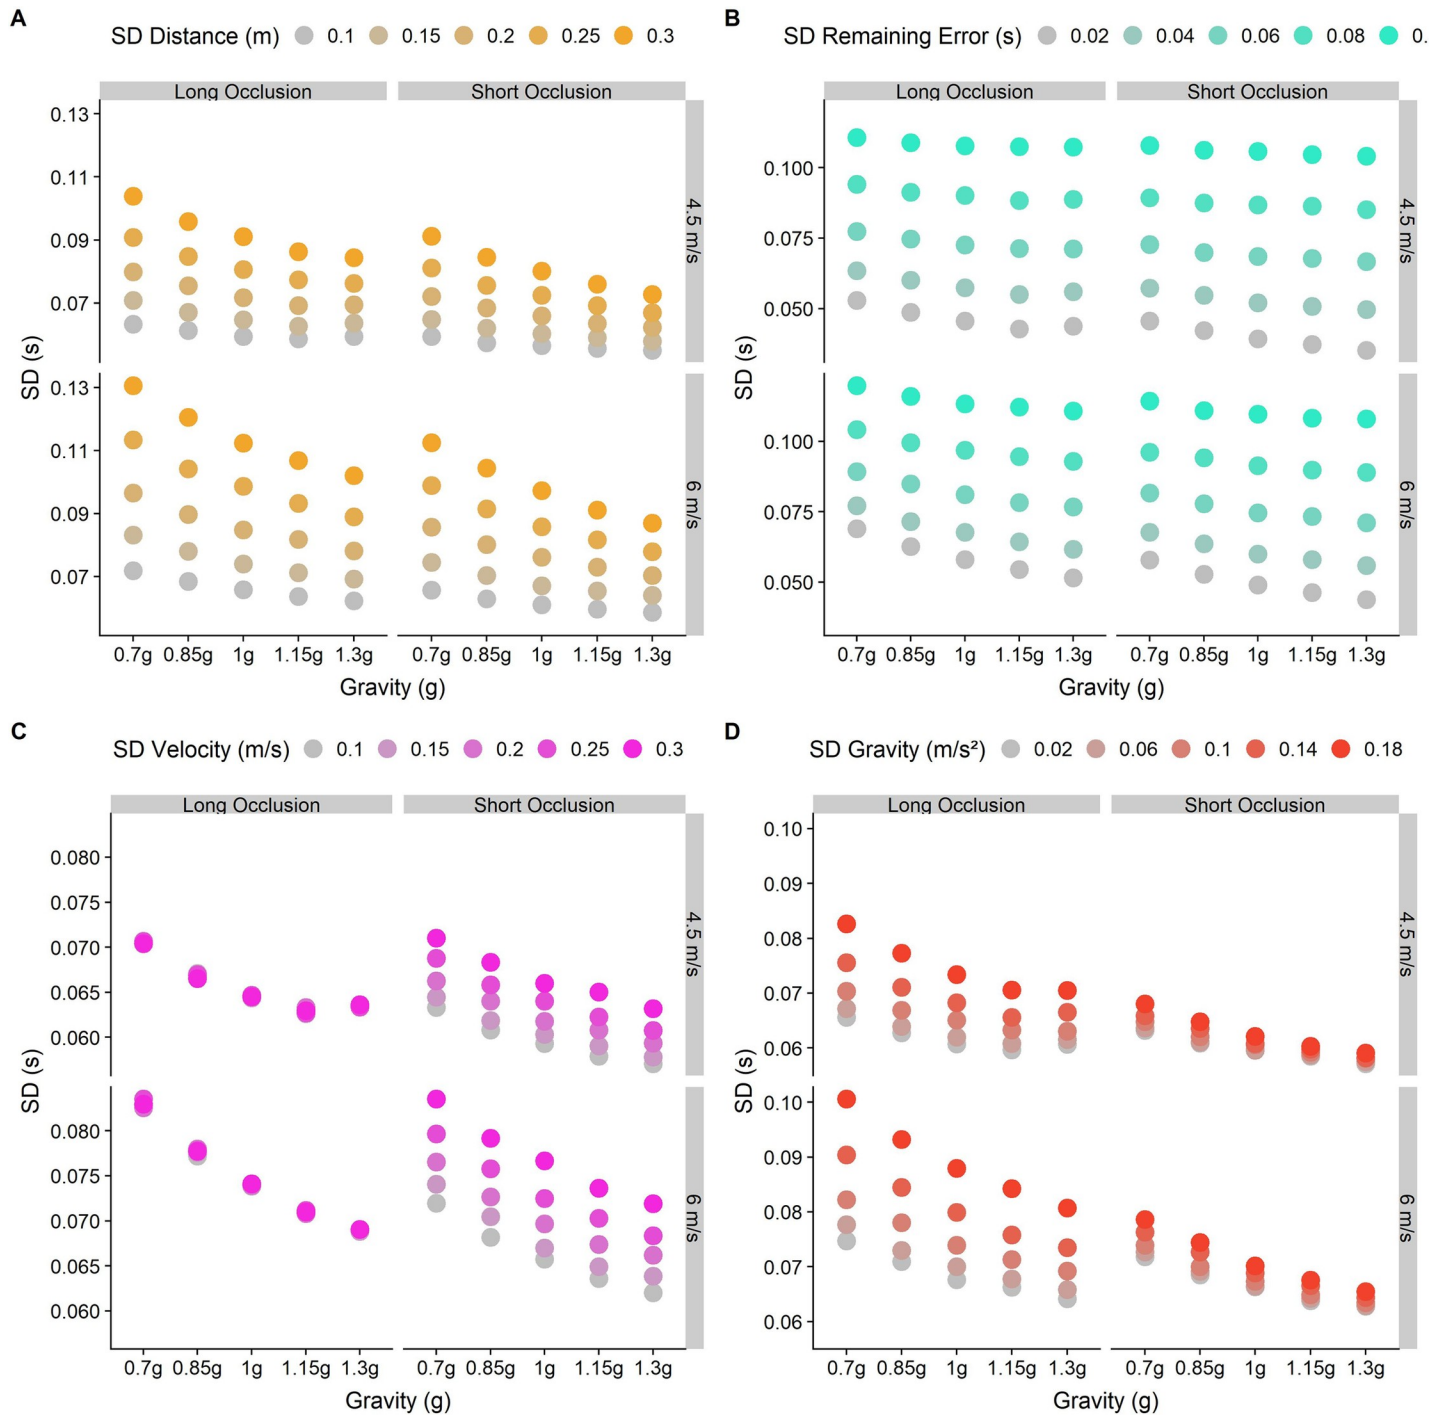 A
SD Distance (m) 0.1 0.15 0.2 0.25 0.3
Long Occlusion Short Occlusion
0.13
0.11
0.09
0.07
4.5 m/s
0.13
0.11
0.09
0.07
6 m/s
SD (s)
0.7g 0.85g 1g 1.15g 1.3g 0.7g 0.85g 1g 1.15g 1.3g
Gravity (g)
B
SD Remaining Error (s) 0.02 0.04 0.06 0.08 0.
Long Occlusion Short Occlusion
0.100
0.075
0.050
4.5 m/s
0.100
0.075
0.050
6 m/s
SD (s)
0.7g 0.85g 1g 1.15g 1.3g 0.7g 0.85g 1g 1.15g 1.3g
Gravity (g)
C
SD Velocity (m/s) 0.1 0.15 0.2 0.25 0.3
Long Occlusion Short Occlusion
0.080
0.075
0.070
0.065
0.060
4.5 m/s
0.080
0.075
0.070
0.065
0.060
6 m/s
SD (s)
0.7g 0.85g 1g 1.15g 1.3g 0.7g 0.85g 1g 1.15g 1.3g
Gravity (g)
D
SD Gravity (m/s²) 0.02 0.06 0.1 0.14 0.18
Long Occlusion Short Occlusion
0.10
0.09
0.08
0.07
0.06
4.5 m/s
0.10
0.09
0.08
0.07
0.06
6 m/s
SD (s)
0.7g 0.85g 1g 1.15g 1.3g 0.7g 0.85g 1g 1.15g 1.3g
Gravity (g)